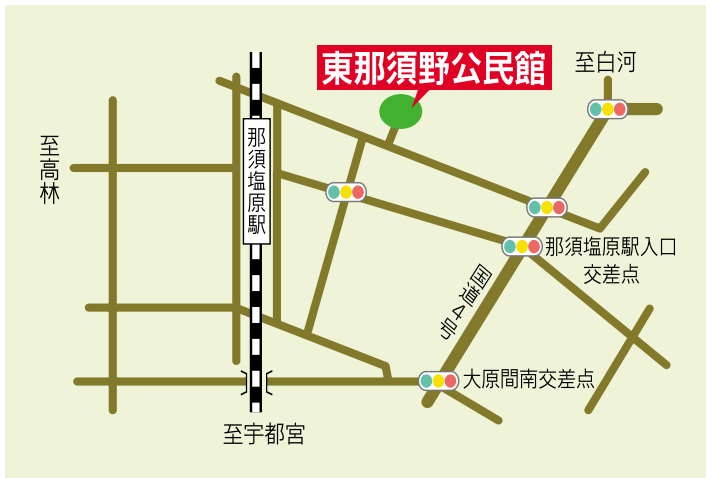 東那須野公民館
至白河
至高林
那須塩原駅
那須塩原駅入口
交差点
国道4号
大原間南交差点
至宇都宮